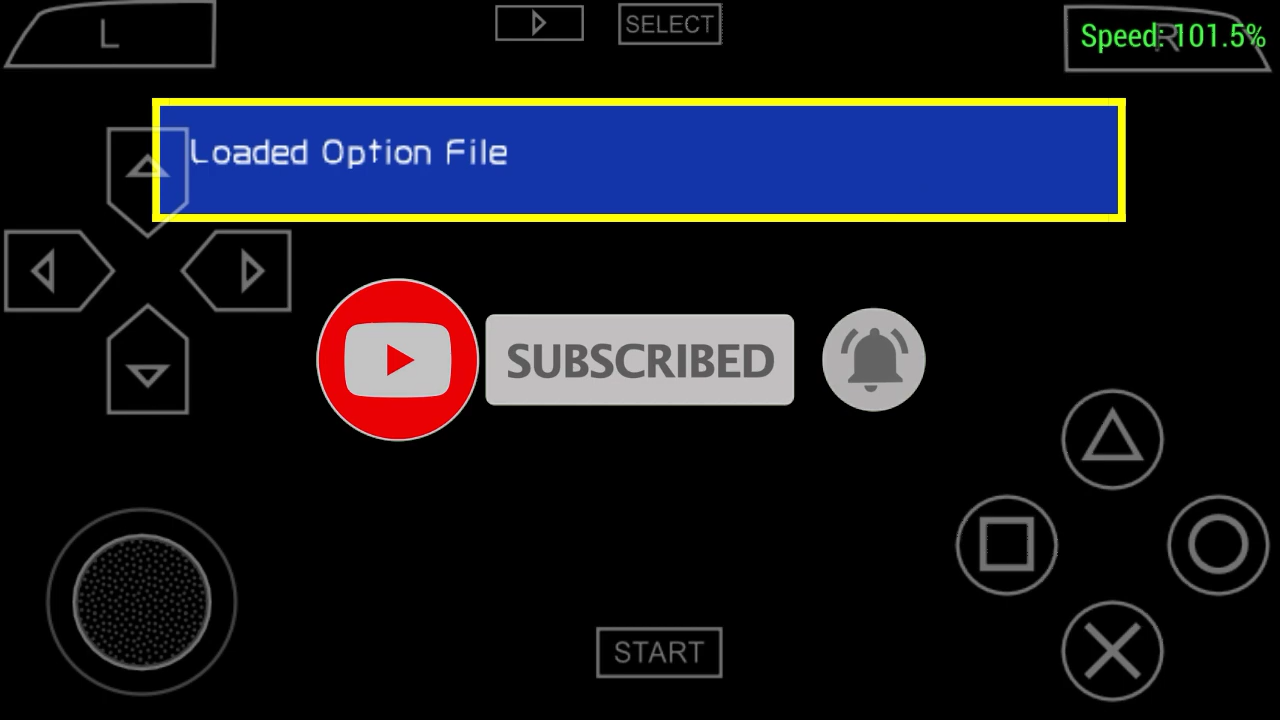 L
SELECT
R
Speed: 101.5%
Loaded Option File
SUBSCRIBED
START